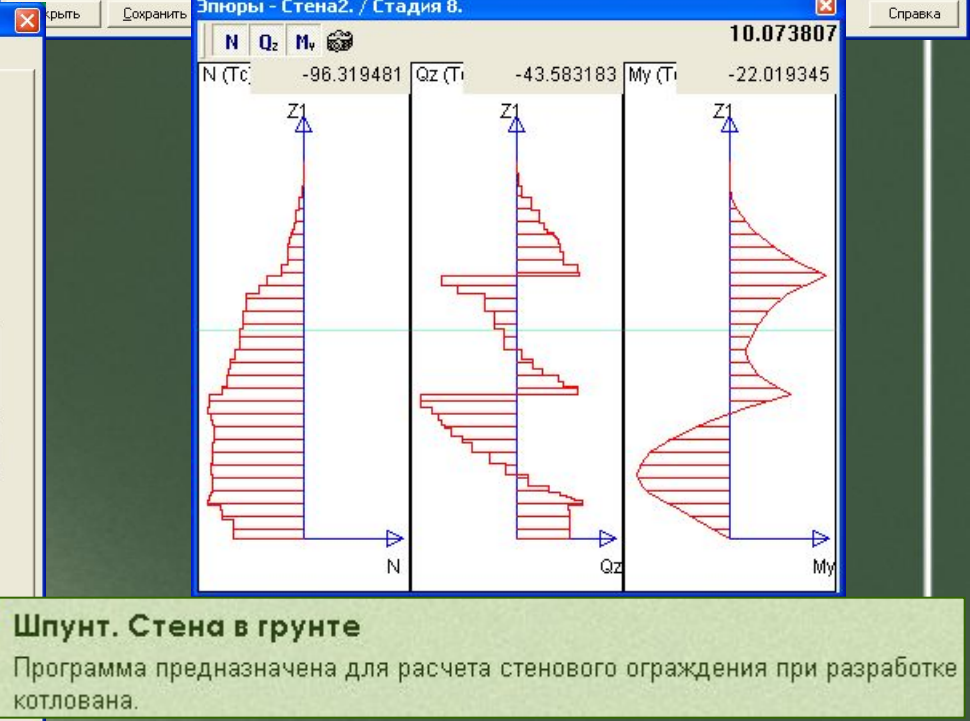 крыть
Сохранить
Эпюры - Стена2. / Стадия 8.
Справка
N Qz My
10.073807
N (Тс) -96.319481 Qz (Т -43.583183 My (Т -22.019345
Z1 Z1 Z1
N Qz My
Шпунт. Стена в грунте
Программа предназначена для расчета стенового ограждения при разработке
котлована.